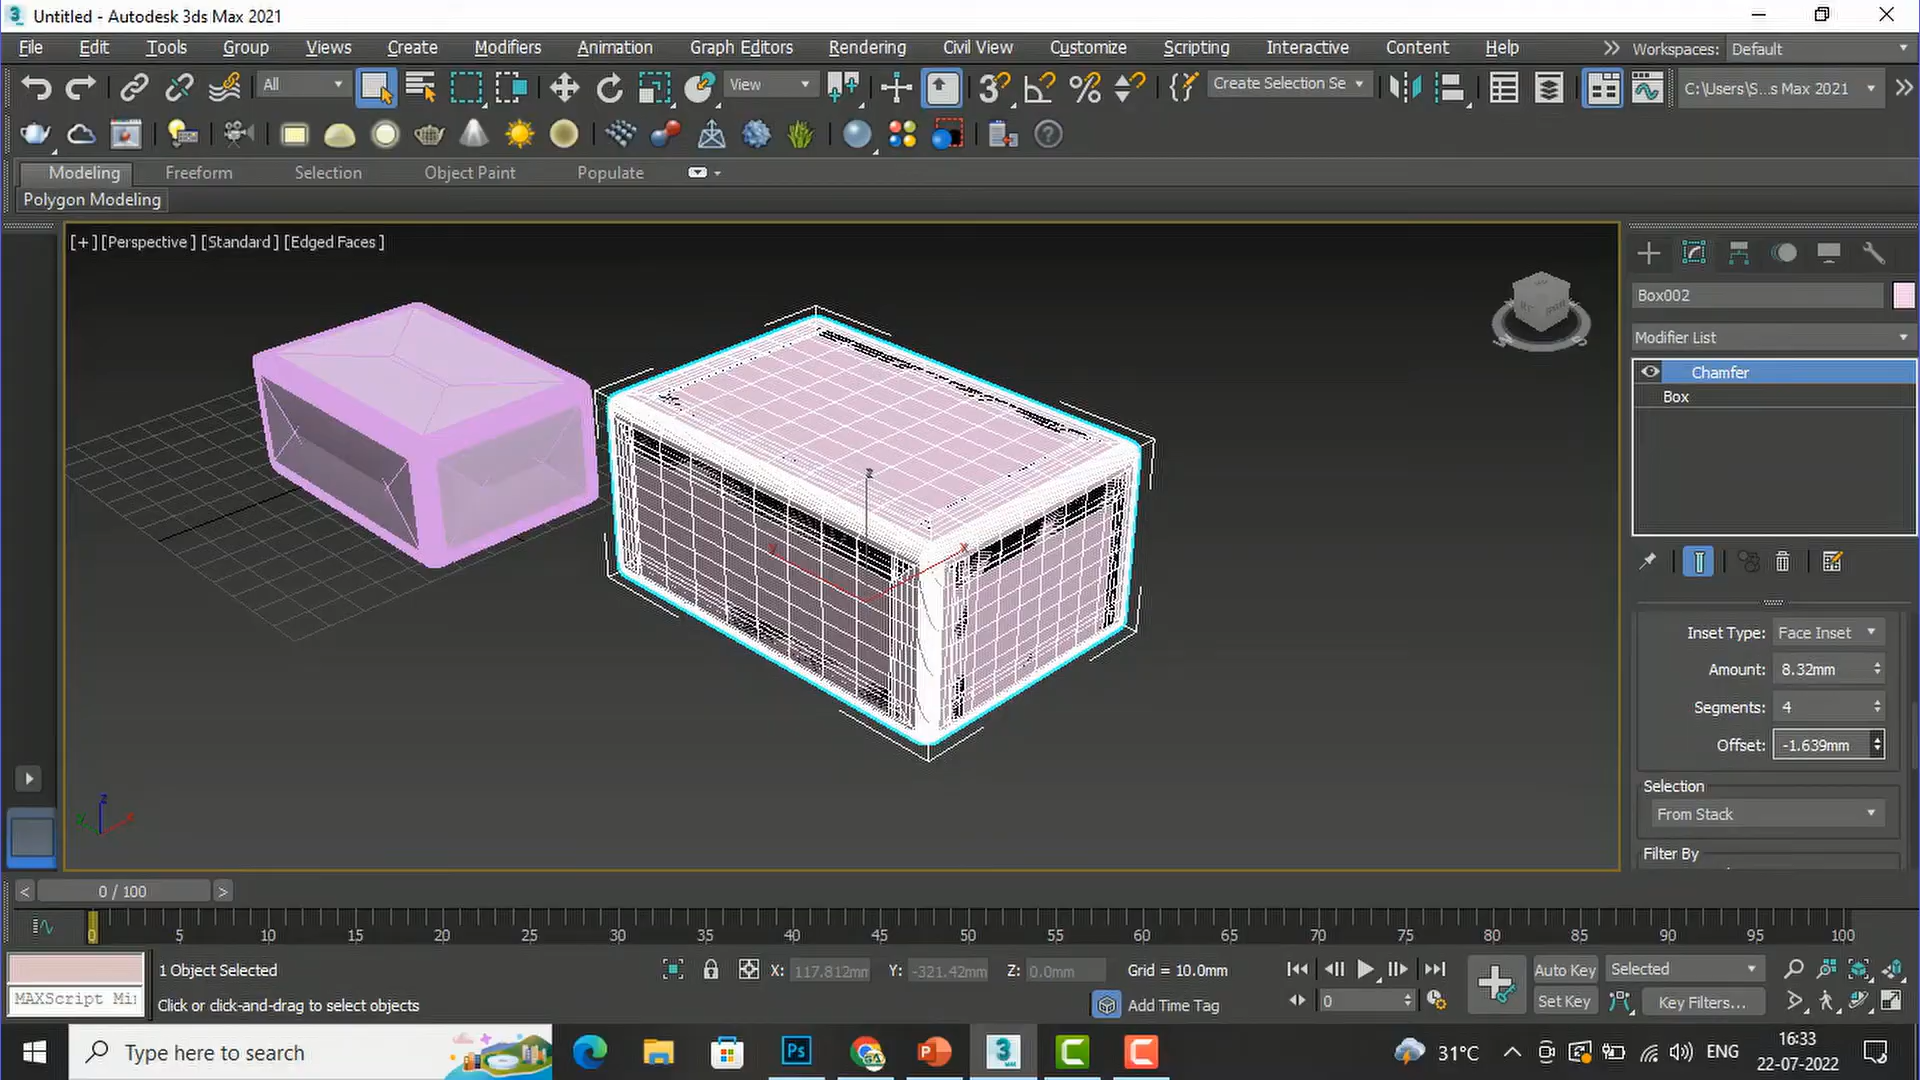 Untitled - Autodesk 3ds Max 2021
File Edit Tools Group Views Create Modifiers Animation Graph Editors Rendering Civil View Customize Scripting Interactive Content Help Workspaces: Default
All View Create Selection Se C:\Users\S...s Max 2021
Modeling Freeform Selection Object Paint Populate
Polygon Modeling
[+] [Perspective ] [Standard ] [Edged Faces ]
Box002
Modifier List
Chamfer
Box
Inset Type: Face Inset
Amount: 8.32mm
Segments: 4
Offset: -1.639mm
Selection
From Stack
Filter By
0 / 100
0 5 10 15 20 25 30 35 40 45 50 55 60 65 70 75 80 85 90 95 100
1 Object Selected X: 117.812mm Y: -321.42mm Z: 0.0mm Grid = 10.0mm Auto Key Selected
MAXScript Mi Click or click-and-drag to select objects Add Time Tag 0 Set Key Key Filters...
Type here to search Ps 31°C ENG 16:33
22-07-2022